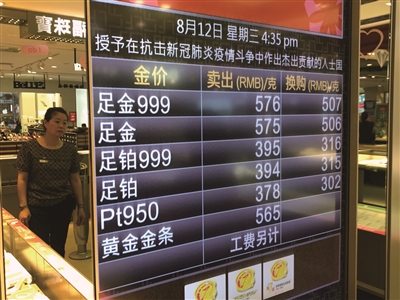 8月12日 星期三 4:35 pm
授予在抗击新冠肺炎疫情斗争中作出杰出贡献的人士国
金价 卖出 (RMB)/克 换购 (RMB)/克
足金999 576 507
足金 575 506
足铂999 395 316
足铂 394 315
Pt950 378 302
黄金金条 565
工费另计